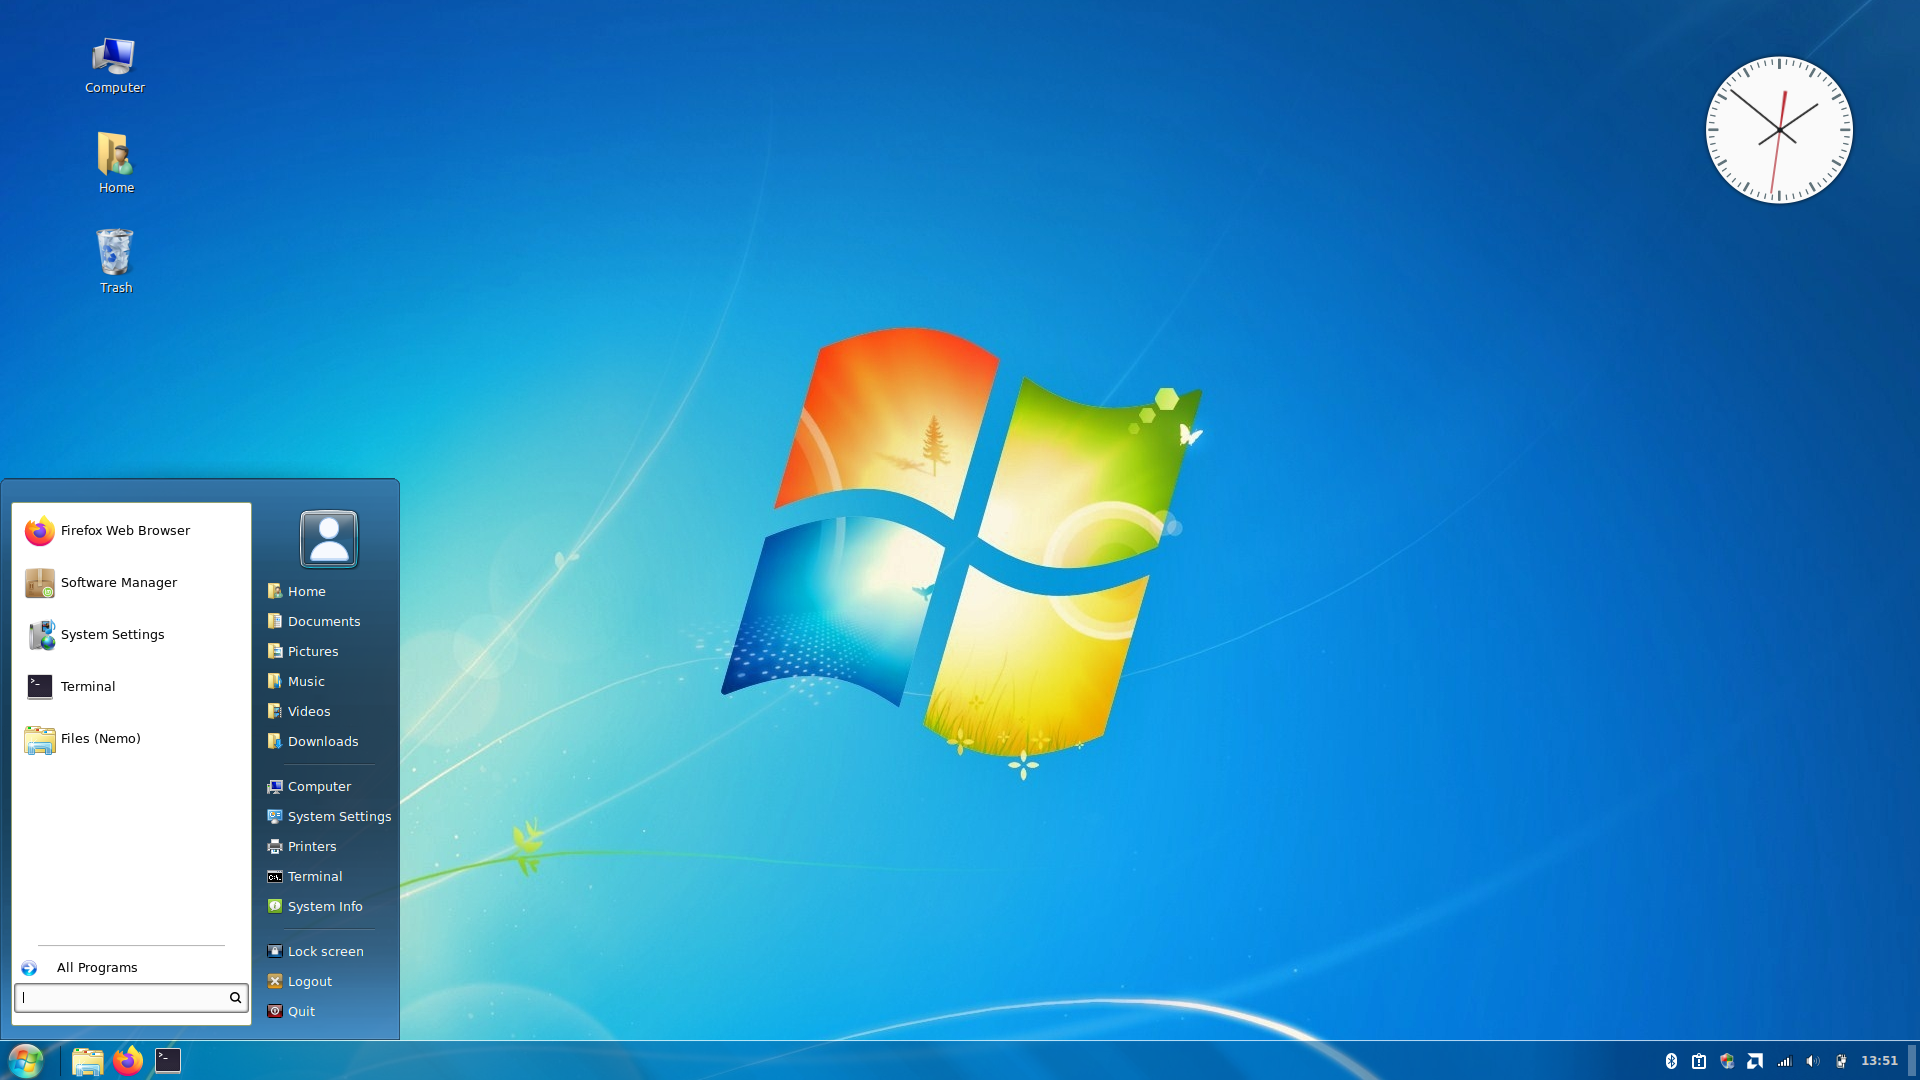 Computer
Home
Trash
Firefox Web Browser
Software Manager
System Settings
Terminal
Files (Nemo)
All Programs
Home
Documents
Pictures
Music
Videos
Downloads
Computer
System Settings
Printers
Terminal
System Info
Lock screen
Logout
Quit
13:51